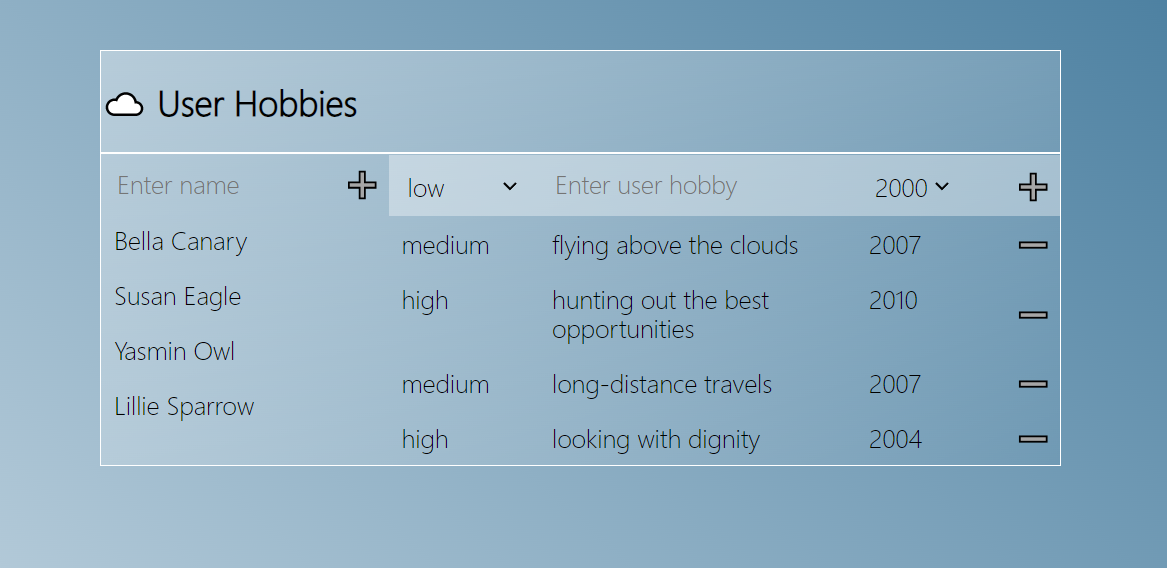 User Hobbies
Enter name
low
Enter user hobby
2000
Bella Canary
Susan Eagle
Yasmin Owl
Lillie Sparrow
medium
flying above the clouds
2007
high
hunting out the best
opportunities
2010
medium
long-distance travels
2007
high
looking with dignity
2004